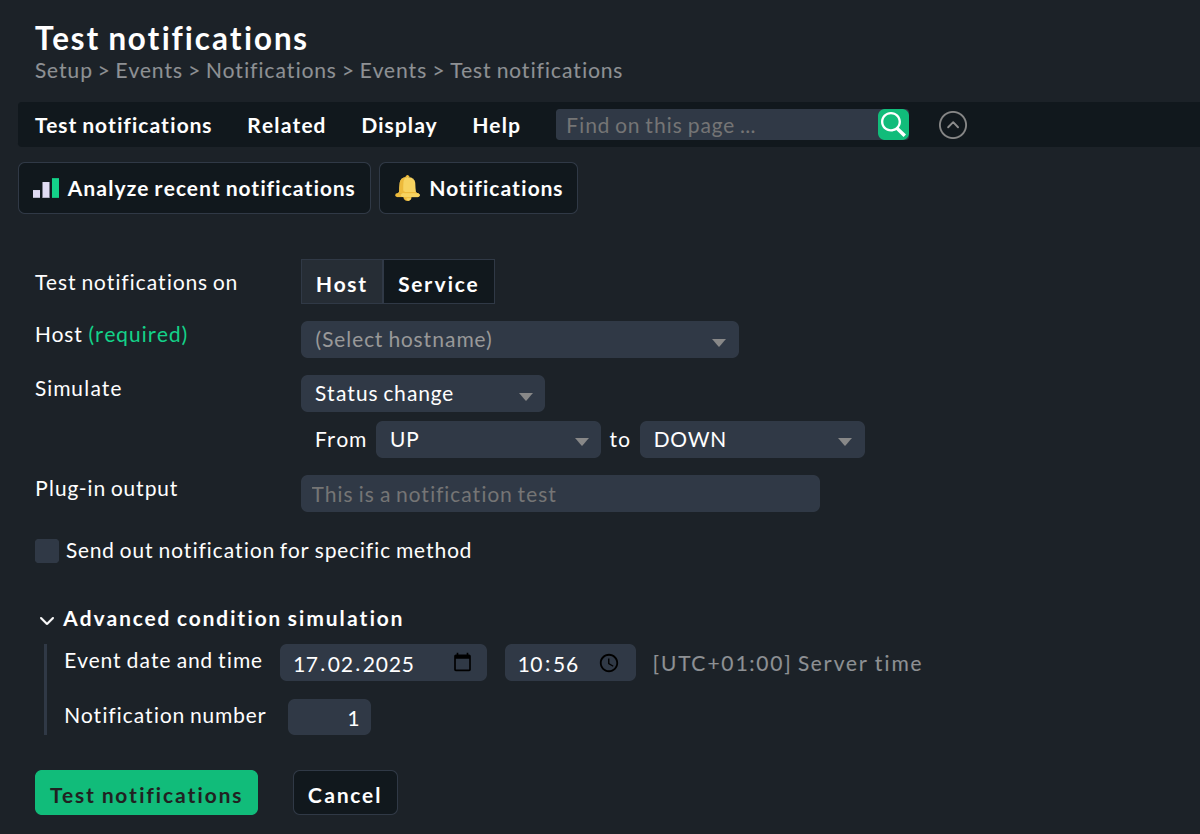 Test notifications
Setup > Events > Notifications > Events > Test notifications
Test notifications Related Display Help Find on this page ...
Analyze recent notifications Notifications
Test notifications on Host Service
Host (required) (Select hostname)
Simulate Status change
From UP to DOWN
Plug-in output This is a notification test
Send out notification for specific method
Advanced condition simulation
Event date and time 17.02.2025 10:56 [UTC+01:00] Server time
Notification number 1
Test notifications Cancel